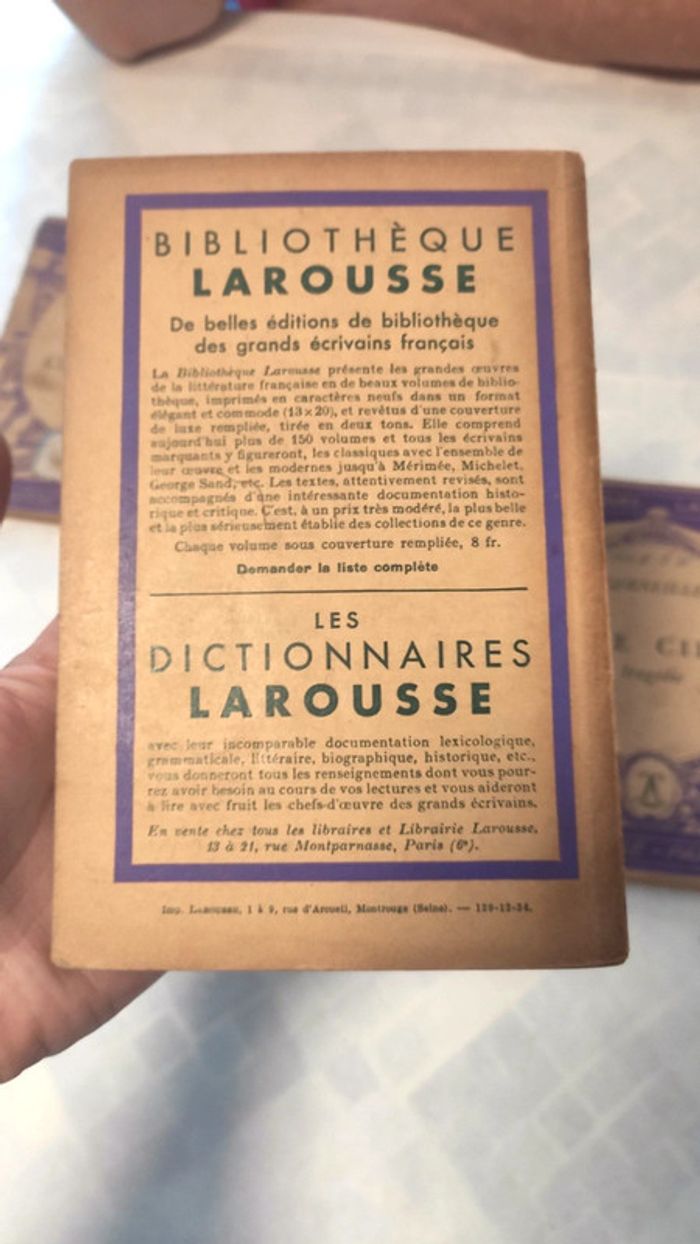 BIBLIOTHÈQUE
LAROUSSE
De belles éditions de bibliothèque
des grands écrivains français
La Bibliothèque Larousse présente les grandes œuvres
de la littérature française en de beaux volumes de biblio-
thèque, imprimés en caractères neufs dans un format
élégant et commode (13×20), et revêtus d'une couverture
de luxe rempliée, tirée en deux tons. Elle comprend
aujourd'hui plus de 150 volumes et tous les écrivains
marquants y figureront, les classiques avec l'ensemble de
leur œuvre et les modernes jusqu'à Mérimée, Michelet,
George Sand, etc. Les textes, attentivement revisés, sont
accompagnés d'une intéressante documentation histo-
rique et critique. C'est, à un prix très modéré, la plus belle
et la plus sérieusement établie des collections de ce genre.
Chaque volume sous couverture rempliée, 8 fr.
Demander la liste complète
LES
DICTIONNAIRES
LAROUSSE
avec leur incomparable documentation lexicologique,
grammaticale, littéraire, biographique, historique, etc.,
vous donneront tous les renseignements dont vous pour-
rez avoir besoin au cours de vos lectures et vous aideront
à lire avec fruit les chefs-d'œuvre des grands écrivains.
En vente chez tous les libraires et Librairie Larousse,
13 à 21, rue Montparnasse, Paris (6ᵉ).
Imp. Larousse, 1 à 9, rue d'Arcueil, Montrouge (Seine). — 129-12-34.
E CI
tragédie